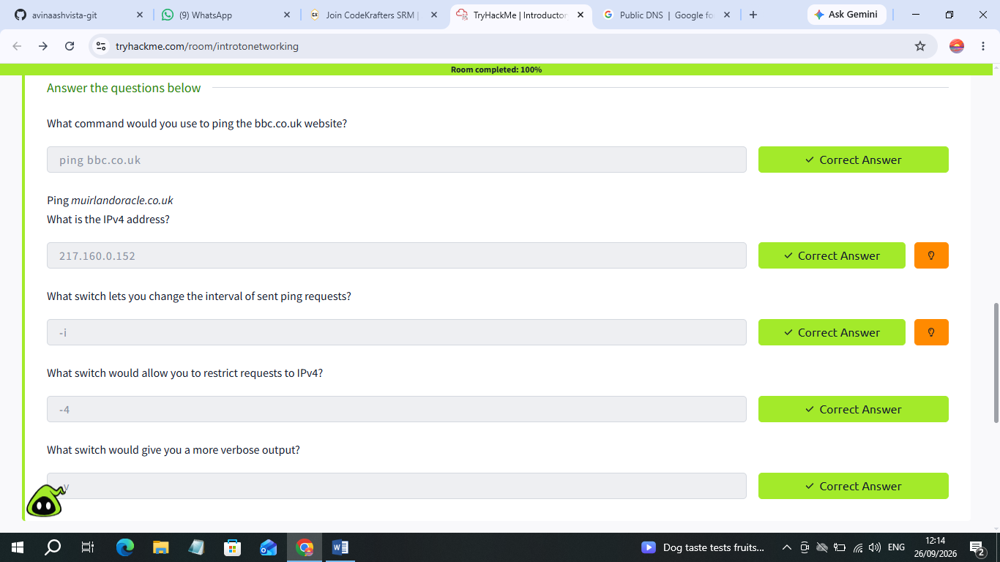 avinaashvista-git
(9) WhatsApp
Join CodeKrafters SRM |
TryHackMe | Introductor
Public DNS | Google fo
Ask Gemini
tryhackme.com/room/introtonetworking
Room completed: 100%
Answer the questions below
What command would you use to ping the bbc.co.uk website?
ping bbc.co.uk
Correct Answer
Ping muirlandoracle.co.uk
What is the IPv4 address?
217.160.0.152
Correct Answer
What switch lets you change the interval of sent ping requests?
-i
Correct Answer
What switch would allow you to restrict requests to IPv4?
-4
Correct Answer
What switch would give you a more verbose output?
v
Correct Answer
Dog taste tests fruits...
ENG
12:14
26/09/2026
2